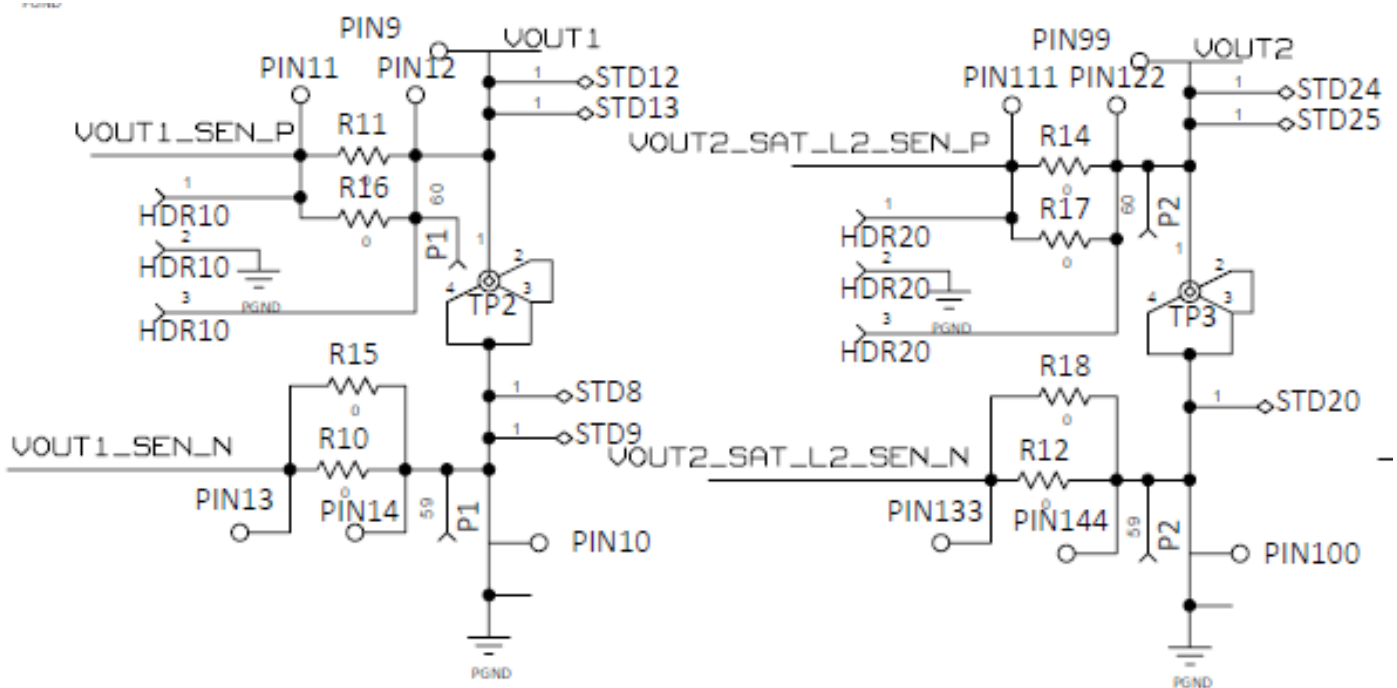 PGND
PIN9
VOUT1
PIN11
PIN12
1
STD12
1
STD13
VOUT1_SEN_P
R11
0
R16
0
60
P1
1
HDR10
2
HDR10
PGND
3
HDR10
1
2
4
3
TP2
R15
0
1
STD8
VOUT1_SEN_N
R10
0
1
STD9
PIN13
PIN14
59
P1
PIN10
PGND
PIN99
VOUT2
PIN111
PIN122
1
STD24
1
STD25
VOUT2_SAT_L2_SEN_P
R14
0
R17
0
60
P2
1
HDR20
2
HDR20
PGND
3
HDR20
1
2
4
3
TP3
R18
0
1
STD20
VOUT2_SAT_L2_SEN_N
R12
0
PIN133
PIN144
59
P2
PIN100
PGND